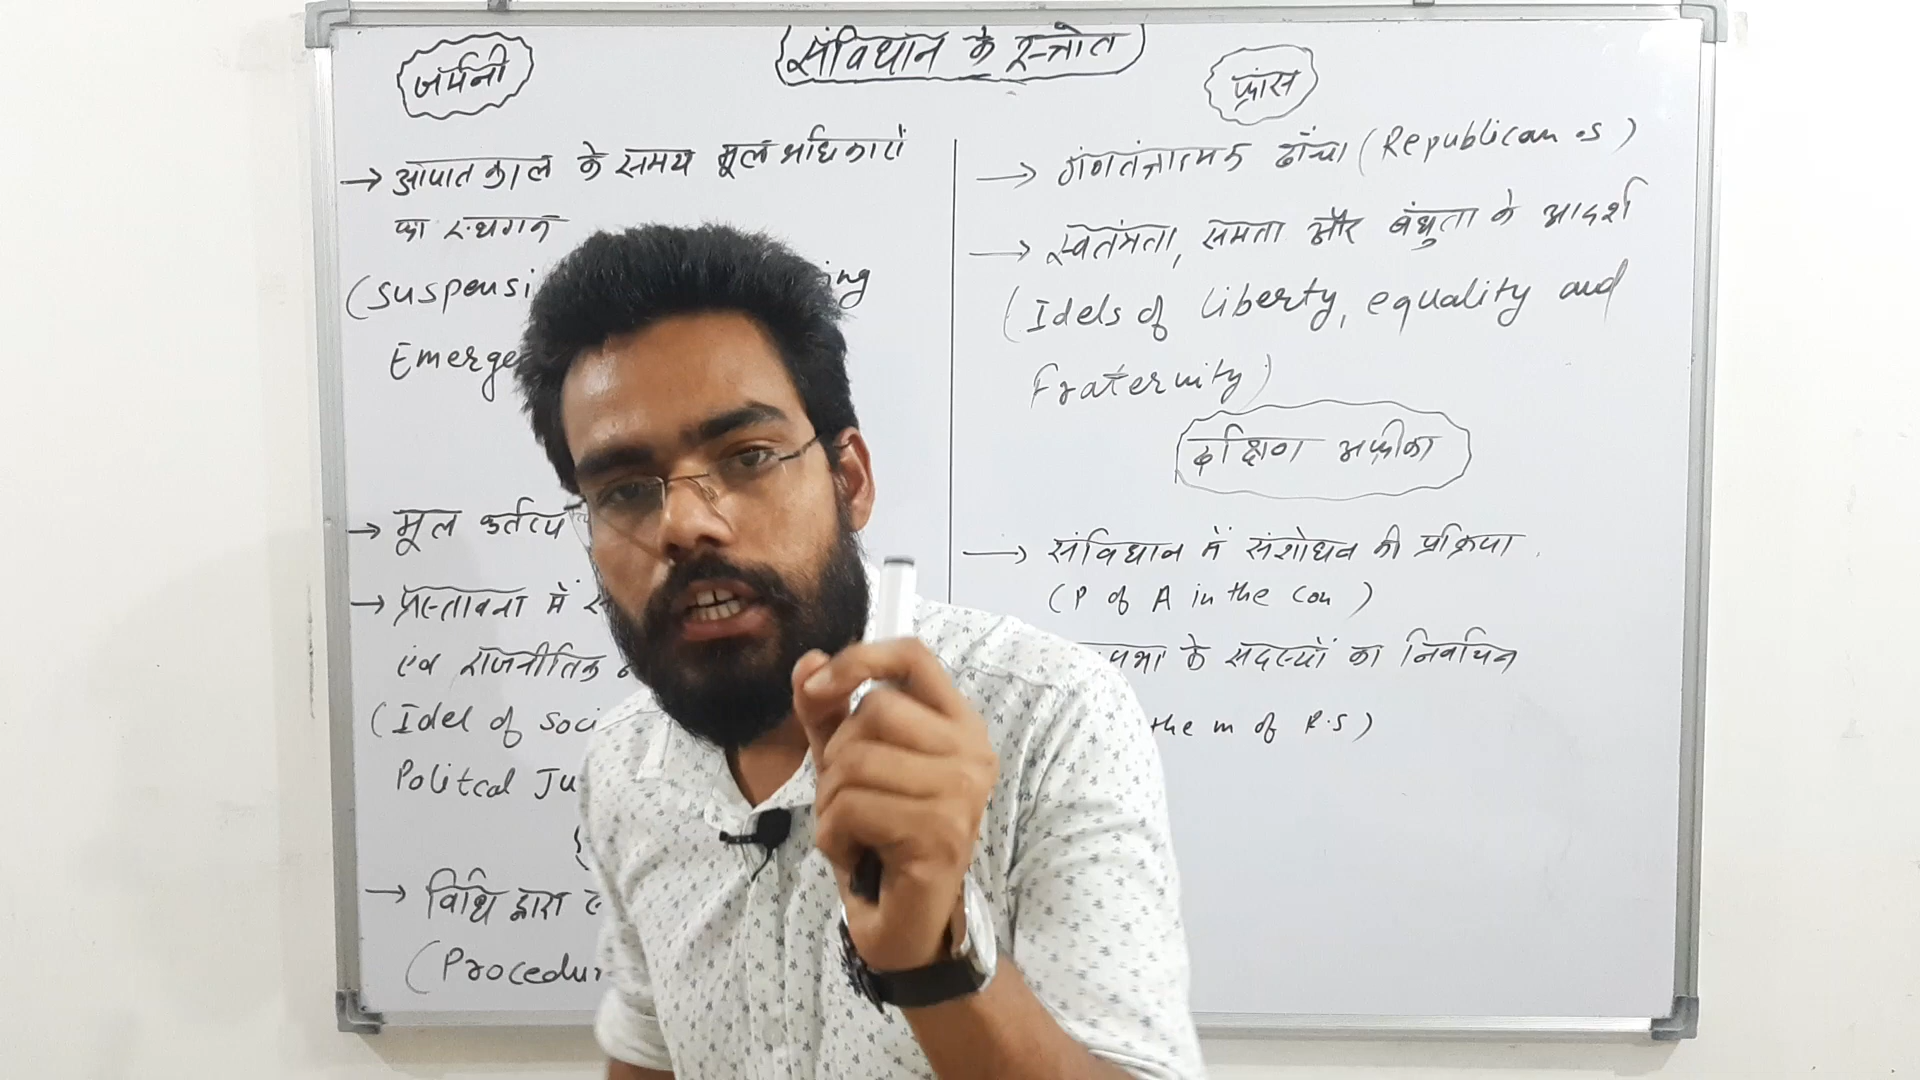 संविधान के स्त्रोत
जर्मनी
→ आपातकाल के समय मूल अधिकारों
का स्थगन
(Suspensi ing
Emerge
→ मूल कर्तव्य
→ प्रस्तावना में
एवं राजनीतिक
(Idel of Soci
Politcal Ju
→ विधि द्वारा
(Procedur
फ्रांस
→ गणतंत्रात्मक ढाँचा (Republican .S)
→ स्वतंत्रता, समता और बंधुता के आदर्श
(Idels of Liberty, equality and
Fraternity)
दक्षिण अफ्रीका
→ संविधान में संशोधन की प्रक्रिया
(P of A in the con)
सभा के सदस्यों का निर्वाचन
the m of R.S)